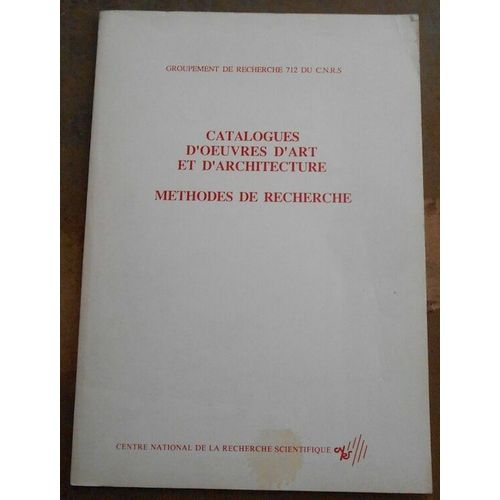 GROUPEMENT DE RECHERCHE 712 DU C.N.R.S
CATALOGUES
D'OEUVRES D'ART
ET D'ARCHITECTURE
METHODES DE RECHERCHE
CENTRE NATIONAL DE LA RECHERCHE SCIENTIFIQUE cnrs